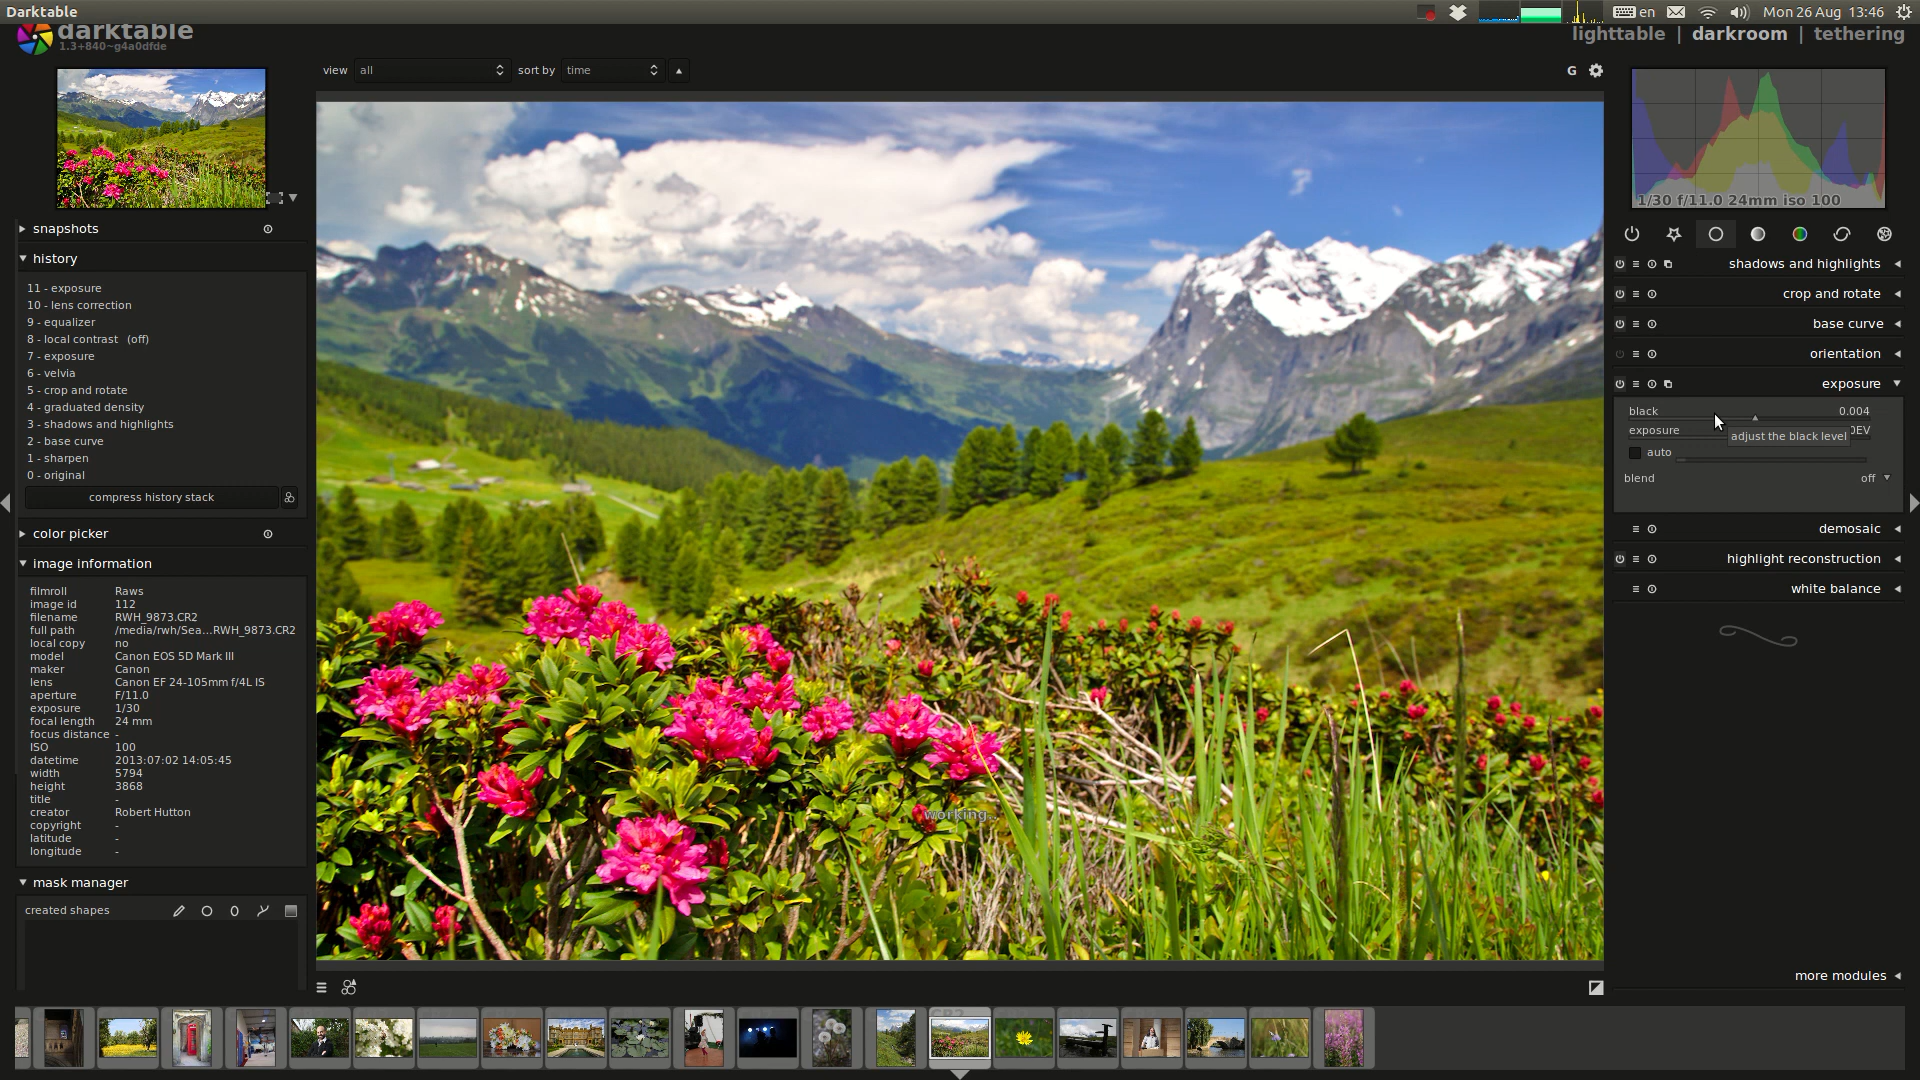 Darktable
en
Mon 26 Aug 13:46
darktable
1.3+840~g4a0dfde
lighttable | darkroom | tethering
view all sort by time
G
1/30 f/11.0 24mm iso 100
snapshots
history
11 - exposure
10 - lens correction
9 - equalizer
8 - local contrast (off)
7 - exposure
6 - velvia
5 - crop and rotate
4 - graduated density
3 - shadows and highlights
2 - base curve
1 - sharpen
0 - original
compress history stack
color picker
image information
filmroll Raws
image id 112
filename RWH_9873.CR2
full path /media/rwh/Sea...RWH_9873.CR2
local copy no
model Canon EOS 5D Mark III
maker Canon
lens Canon EF 24-105mm f/4L IS
aperture F/11.0
exposure 1/30
focal length 24 mm
focus distance -
ISO 100
datetime 2013:07:02 14:05:45
width 5794
height 3868
title -
creator Robert Hutton
copyright -
latitude -
longitude -
mask manager
created shapes
working..
shadows and highlights
crop and rotate
base curve
orientation
exposure
black 0.004
exposure 0EV
adjust the black level
auto
blend off
demosaic
highlight reconstruction
white balance
more modules